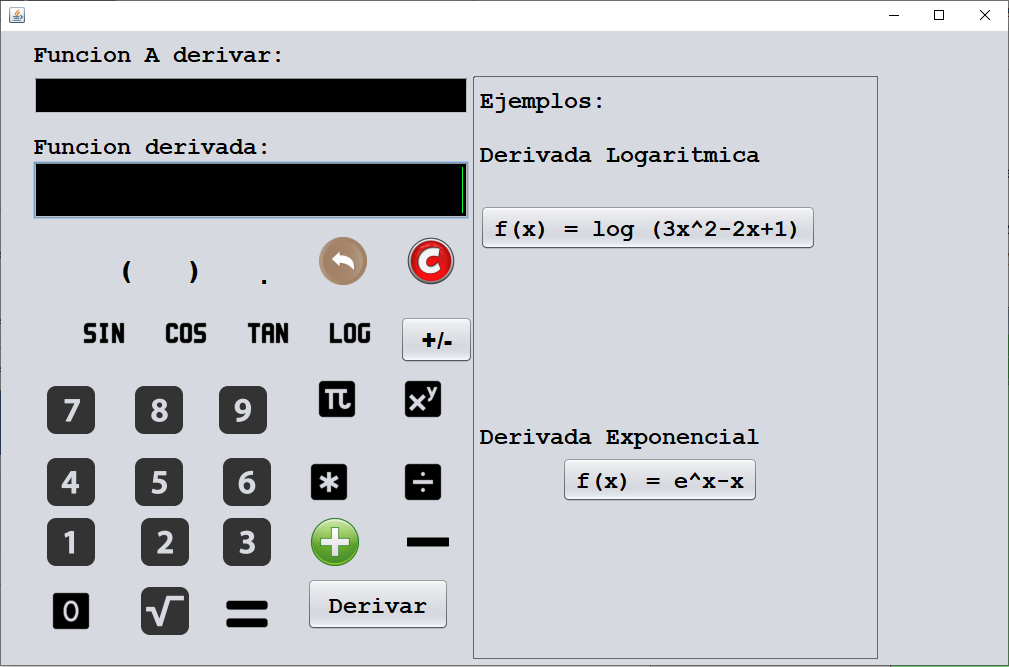 Funcion A derivar:
Funcion derivada:
( ) .
C
SIN COS TAN LOG +/-
7 8 9 π xʸ
4 5 6 * ÷
1 2 3 + −
0 √ = Derivar
Ejemplos:
Derivada Logaritmica
f(x) = log (3x^2-2x+1)
Derivada Exponencial
f(x) = e^x-x